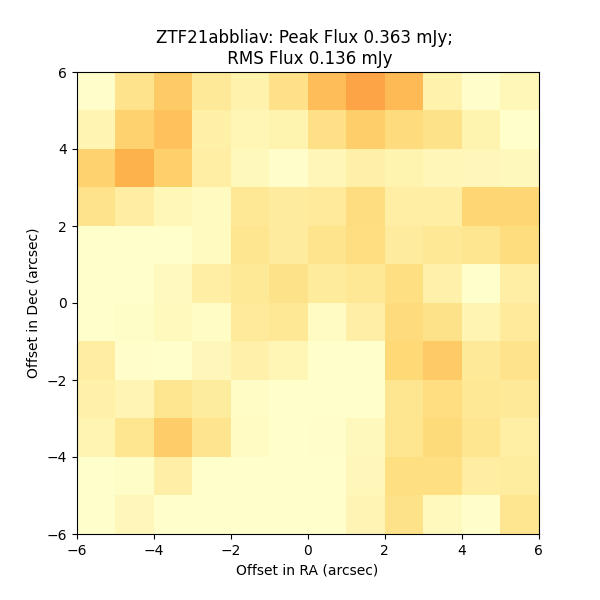 ZTF21abbliav: Peak Flux 0.363 mJy;
RMS Flux 0.136 mJy
6
4
2
0
−2
−4
−6
Offset in Dec (arcsec)
−6 −4 −2 0 2 4 6
Offset in RA (arcsec)